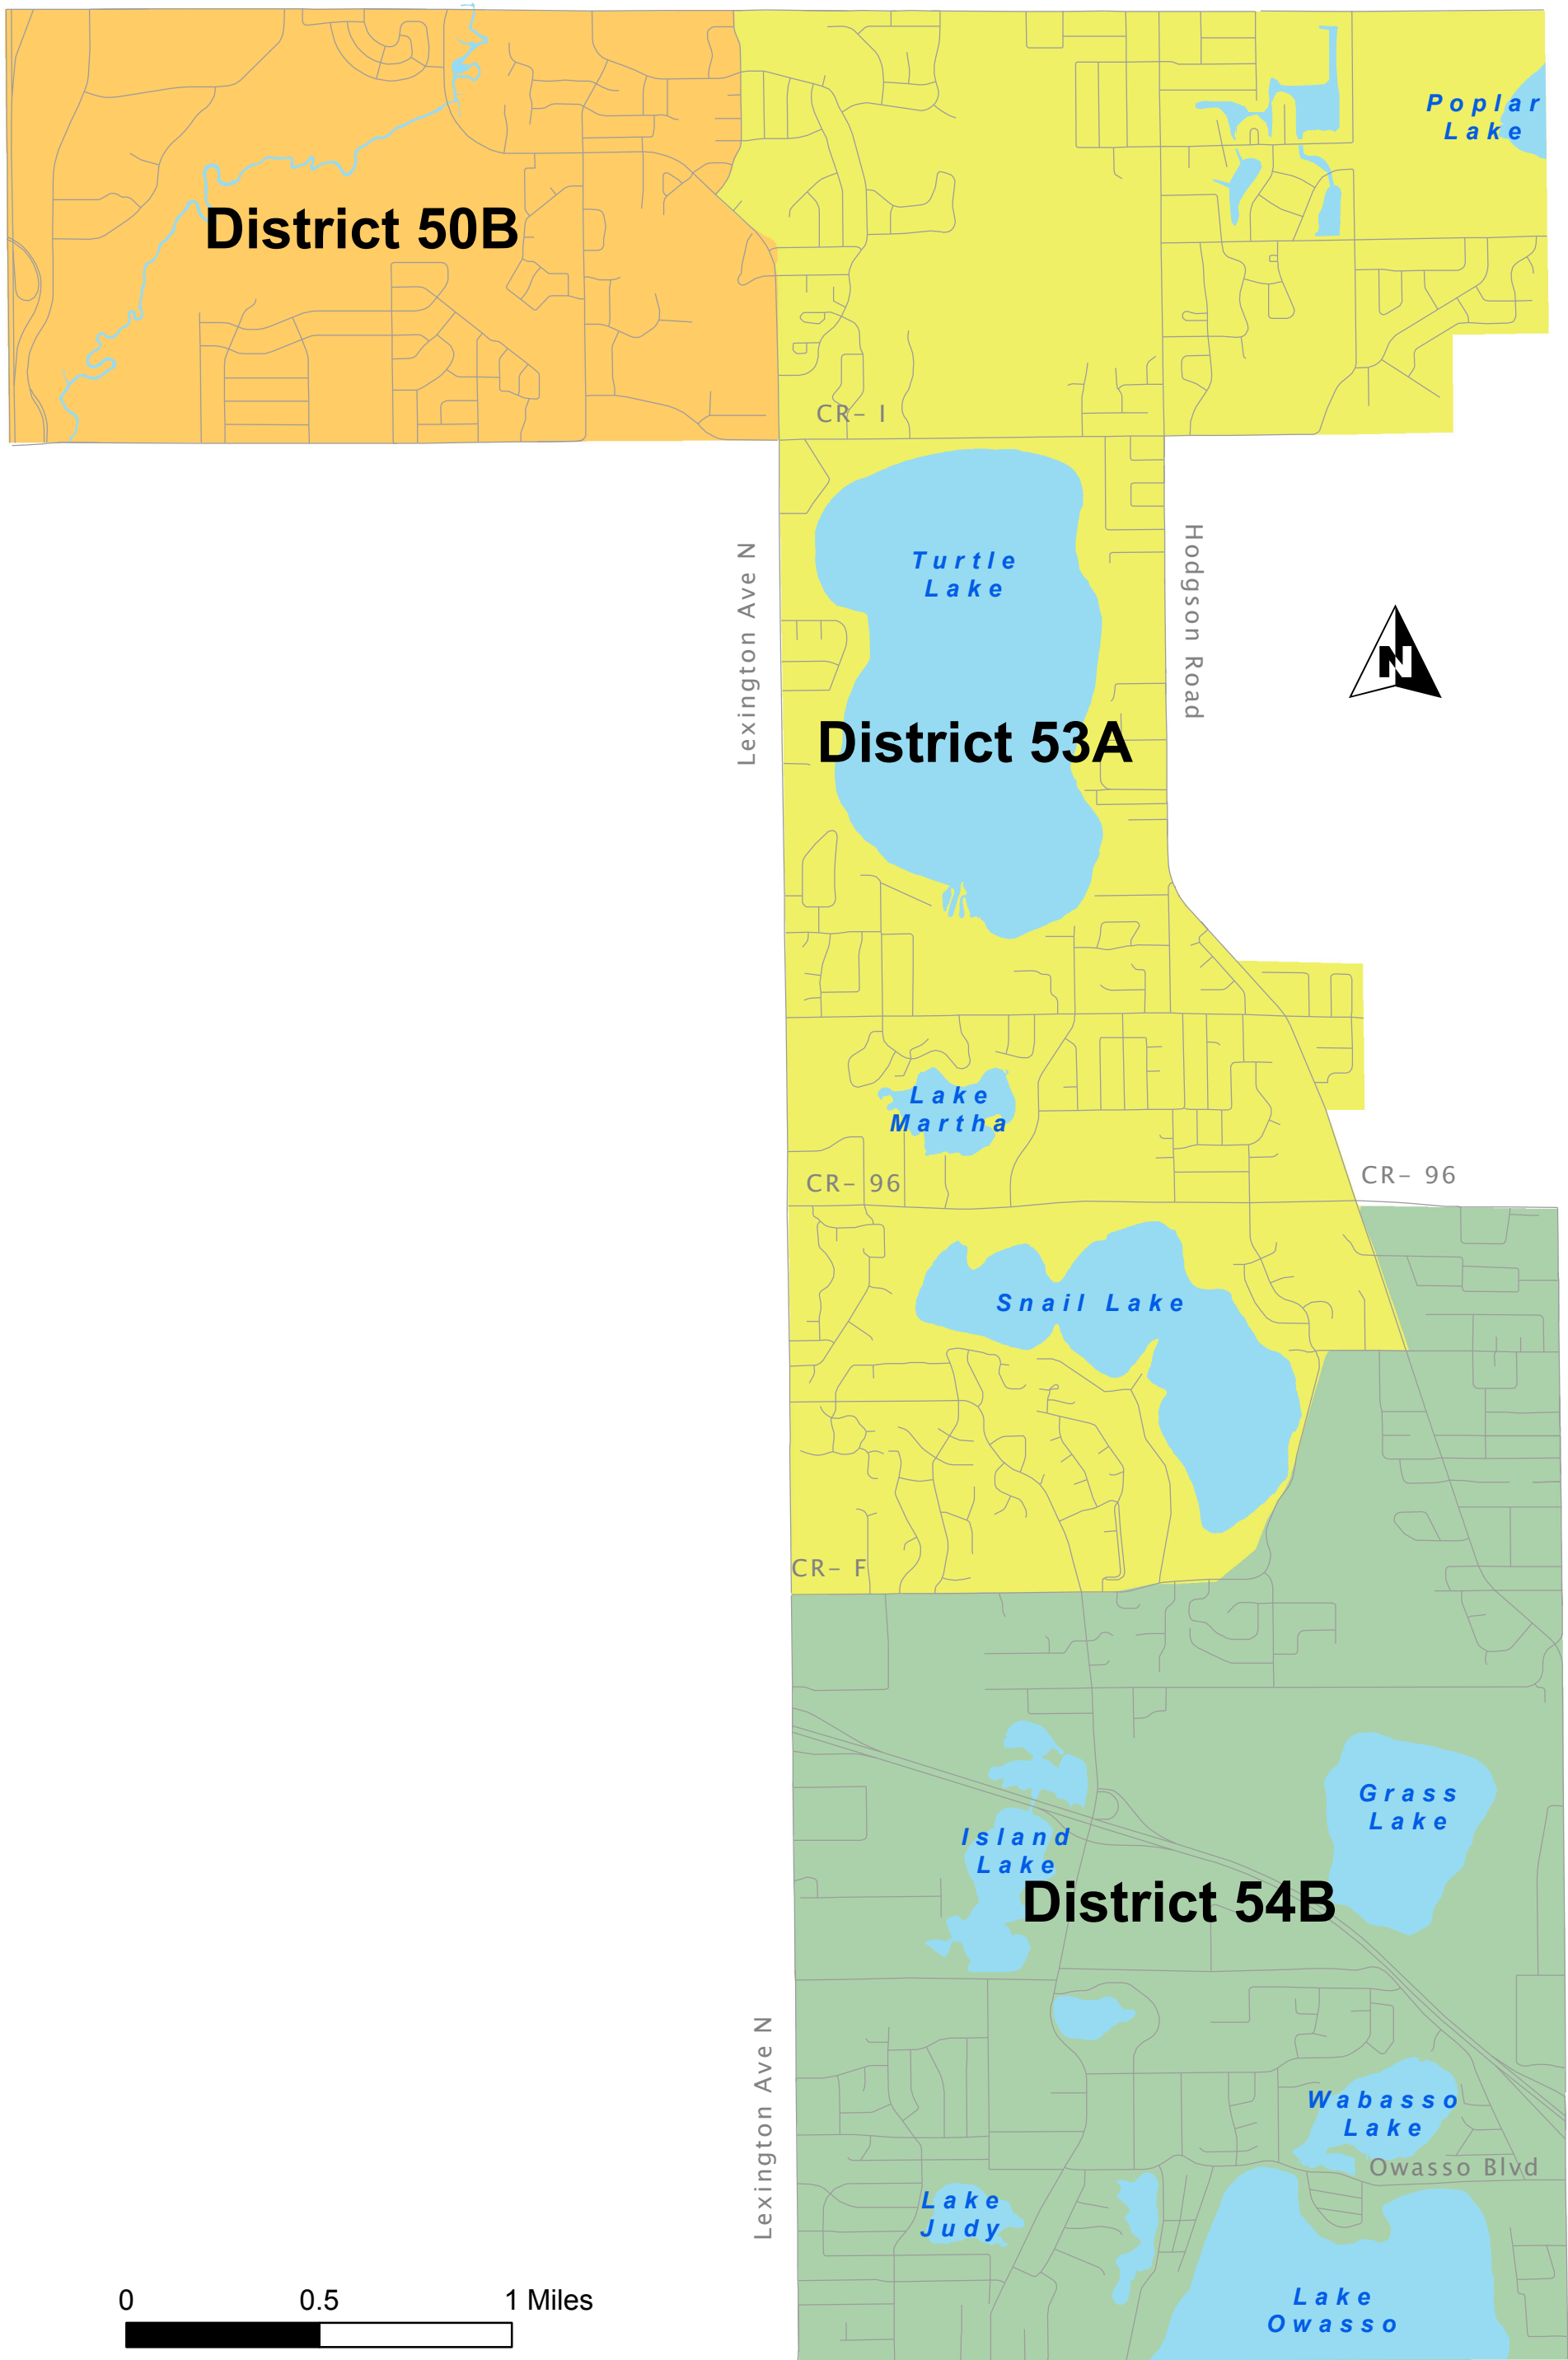 Poplar
Lake
District 50B
CR- I
Turtle
Lake
Lexington Ave N
Hodgson Road
N
District 53A
Lake
Martha
CR- 96
CR- 96
Snail Lake
CR- F
Grass
Lake
Island
Lake
District 54B
Lexington Ave N
Wabasso
Lake
Owasso Blvd
Lake
Judy
0 0.5 1 Miles
Lake
Owasso